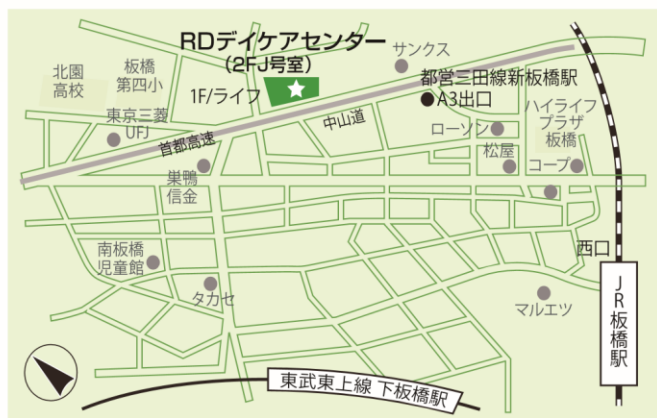 RDデイケアセンター
(2FJ号室)
1F/ライフ
サンクス
都営三田線新板橋駅
A3出口
北園
高校
板橋
第四小
東京三菱
UFJ
首都高速
中山道
ローソン
ハイライフ
プラザ
板橋
松屋
コープ
巣鴨
信金
南板橋
児童館
タカセ
西口
マルエツ
JR板橋駅
東武東上線 下板橋駅